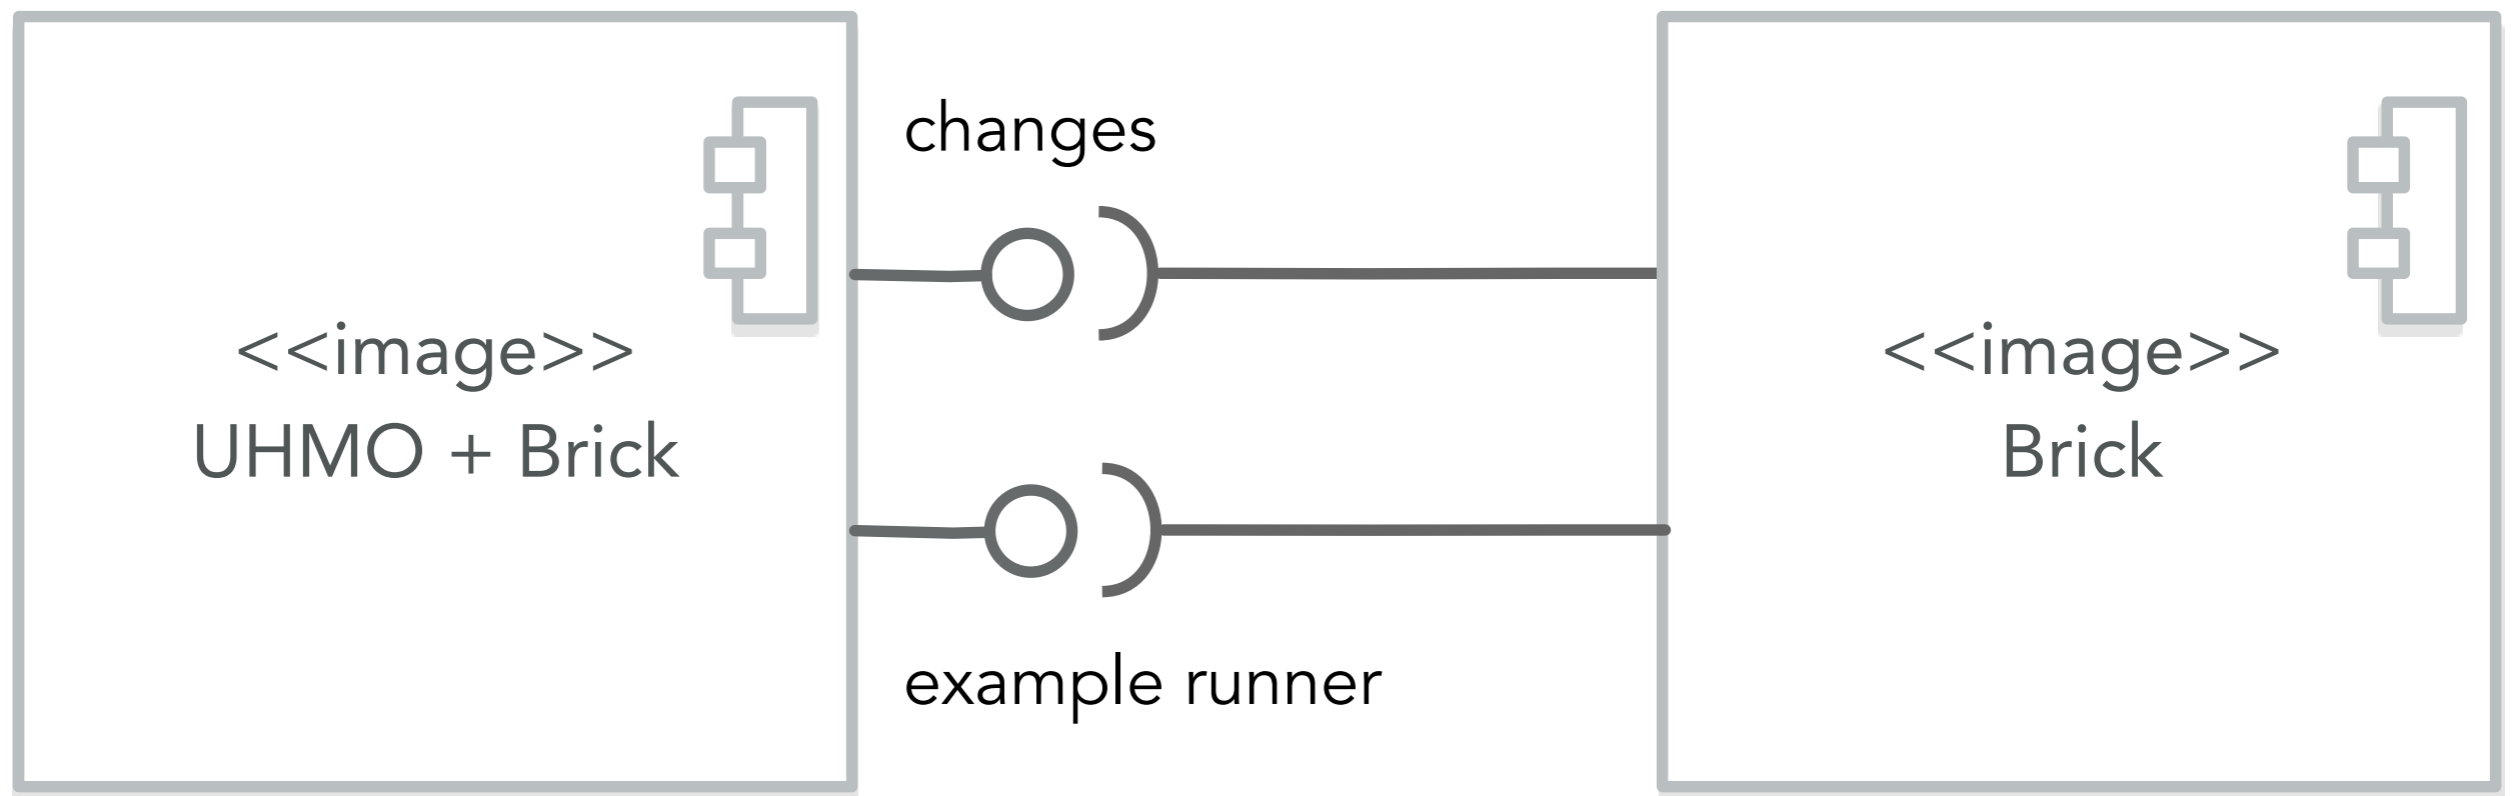 changes
<<image>>
UHMO + Brick
<<image>>
Brick
example runner